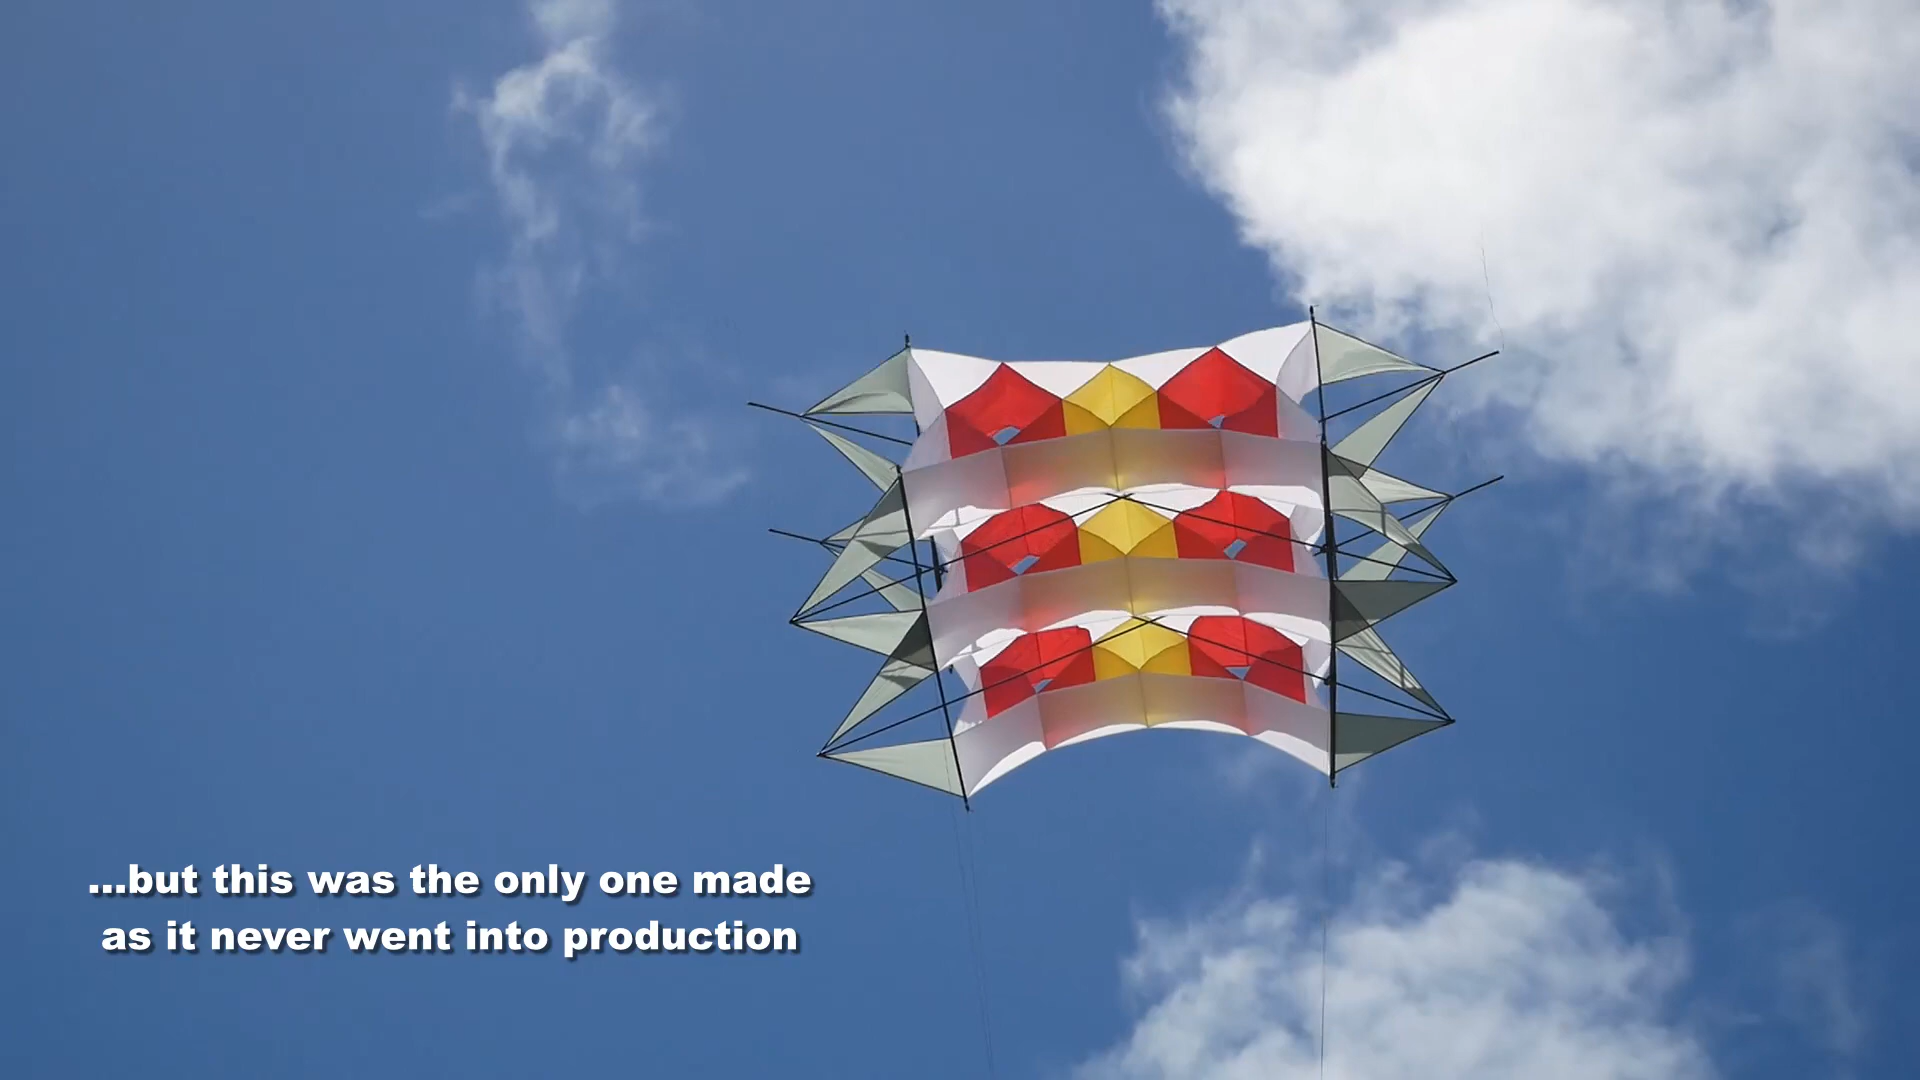 ...but this was the only one made
as it never went into production